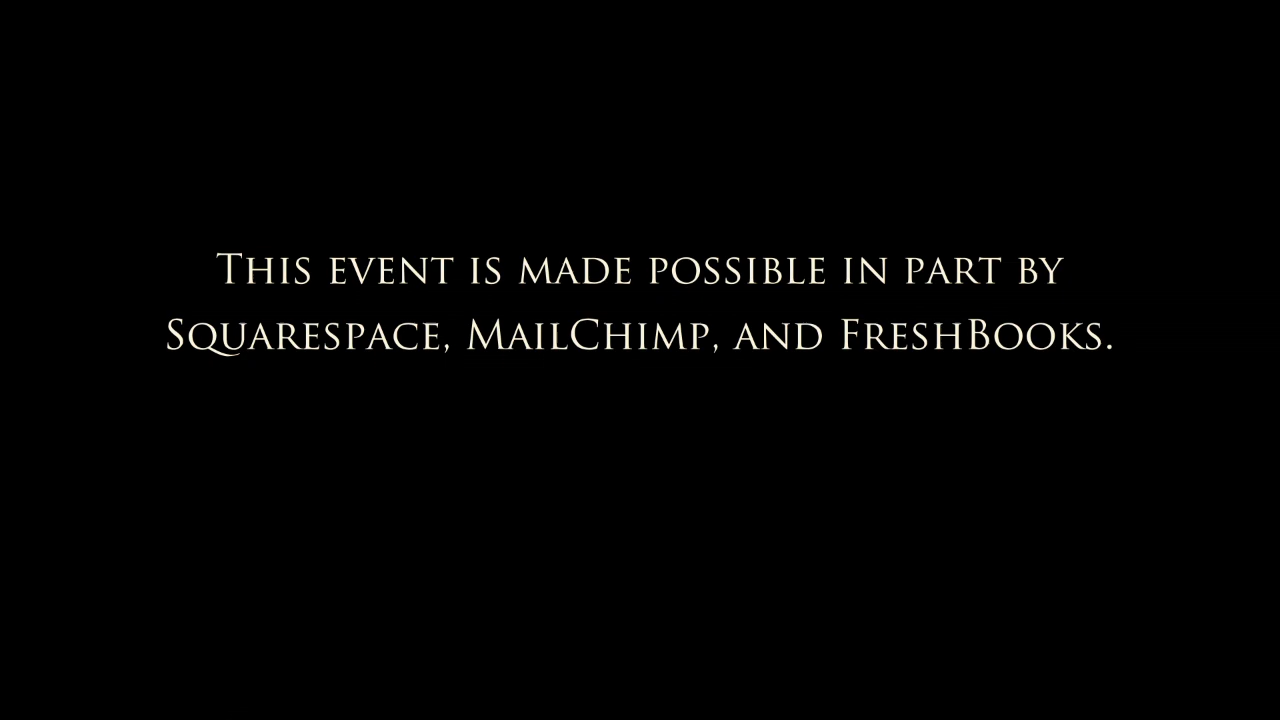 This event is made possible in part by
Squarespace, MailChimp, and FreshBooks.